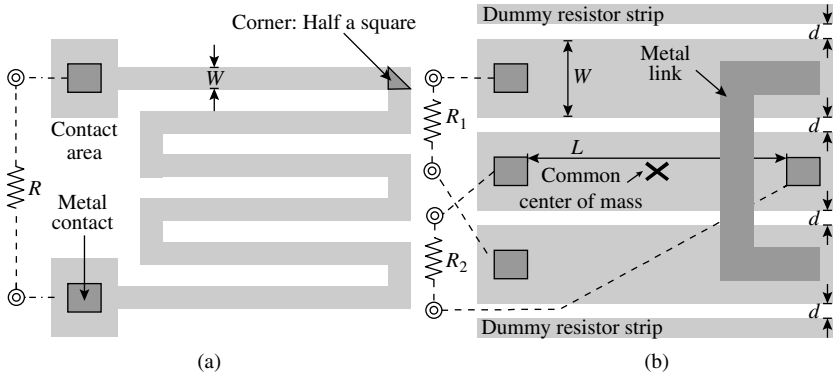 Corner: Half a square
W
Contact
area
R
Metal
contact
(a)
Dummy resistor strip
d
W
Metal
link
R1
d
L
Common
center of mass
d
R2
d
Dummy resistor strip
(b)